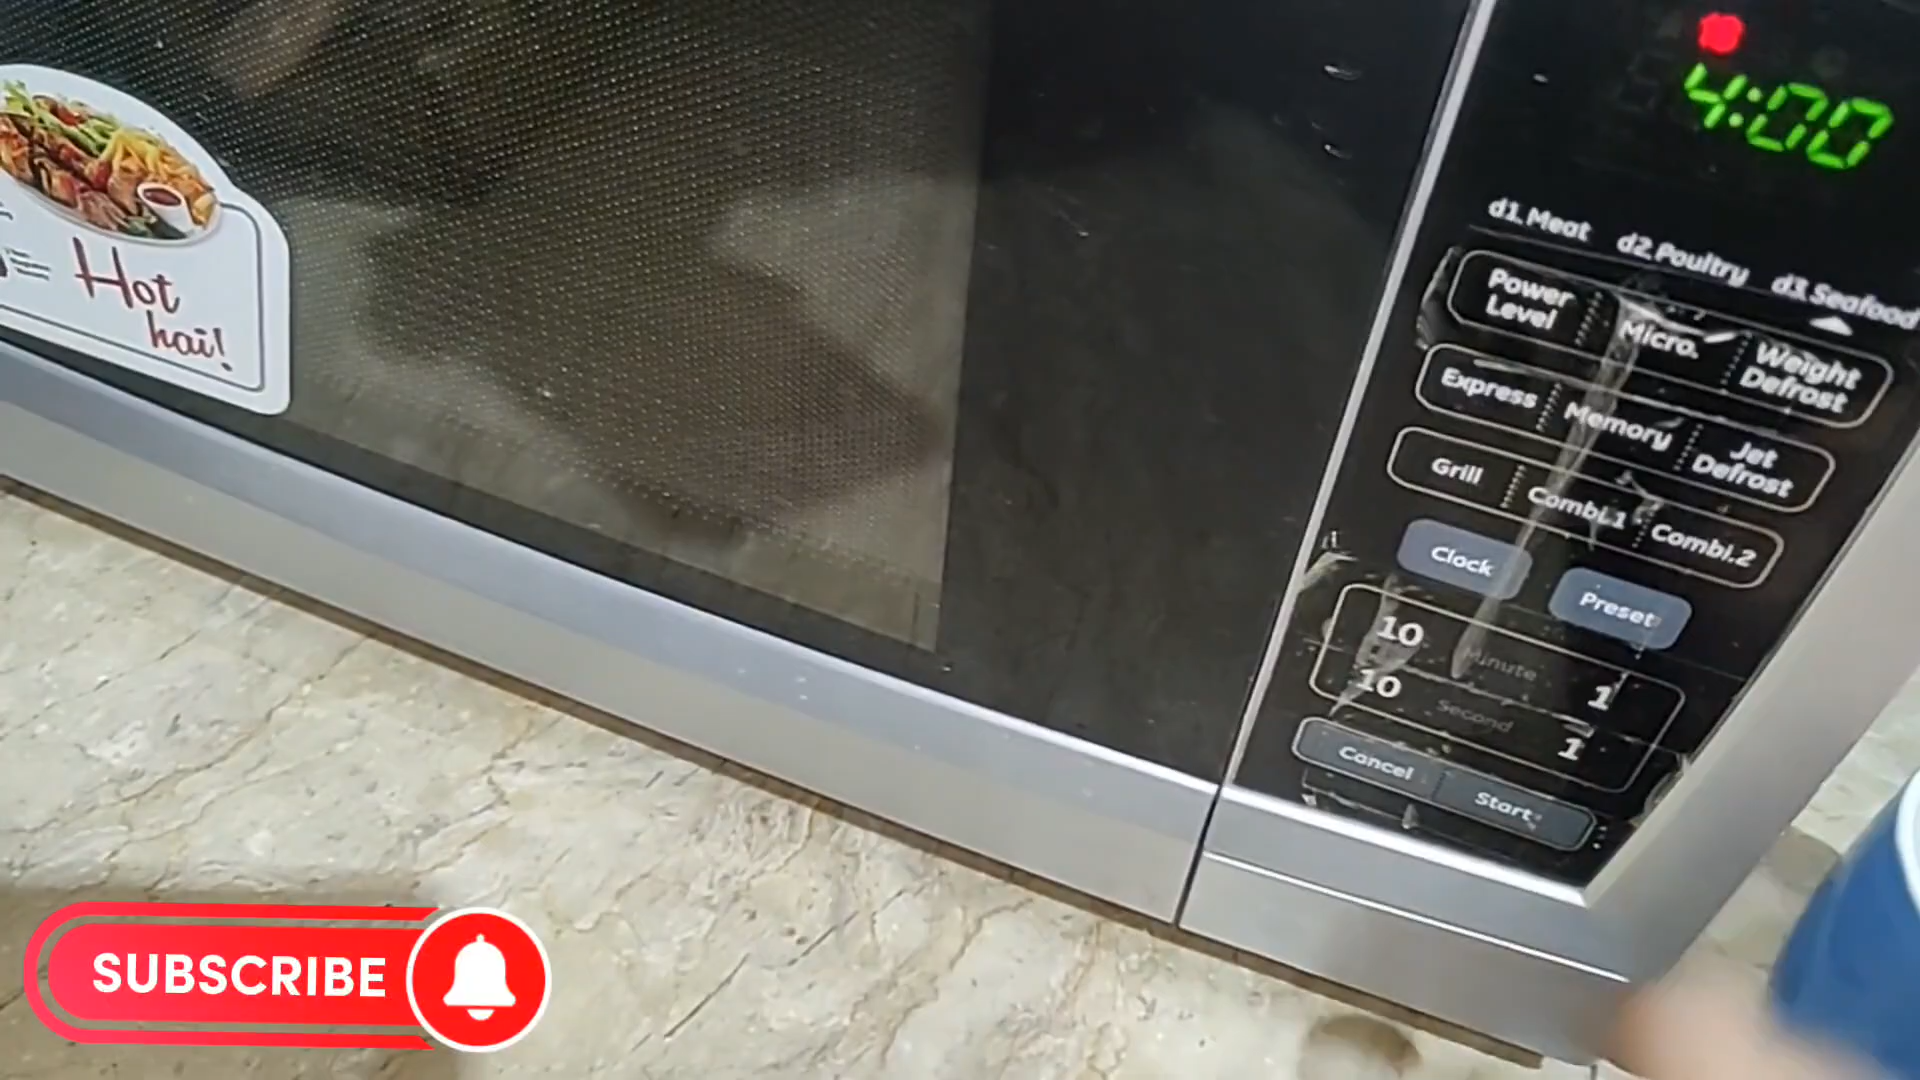 4:00
d1.Meat d2.Poultry d3.Seafood
Power Level
Micro.
Weight Defrost
Express
Memory
Jet Defrost
Grill
Combi.1
Combi.2
Clock
Preset
10 Minute 1
10 Second 1
Cancel
Start
Hot
hai!
SUBSCRIBE